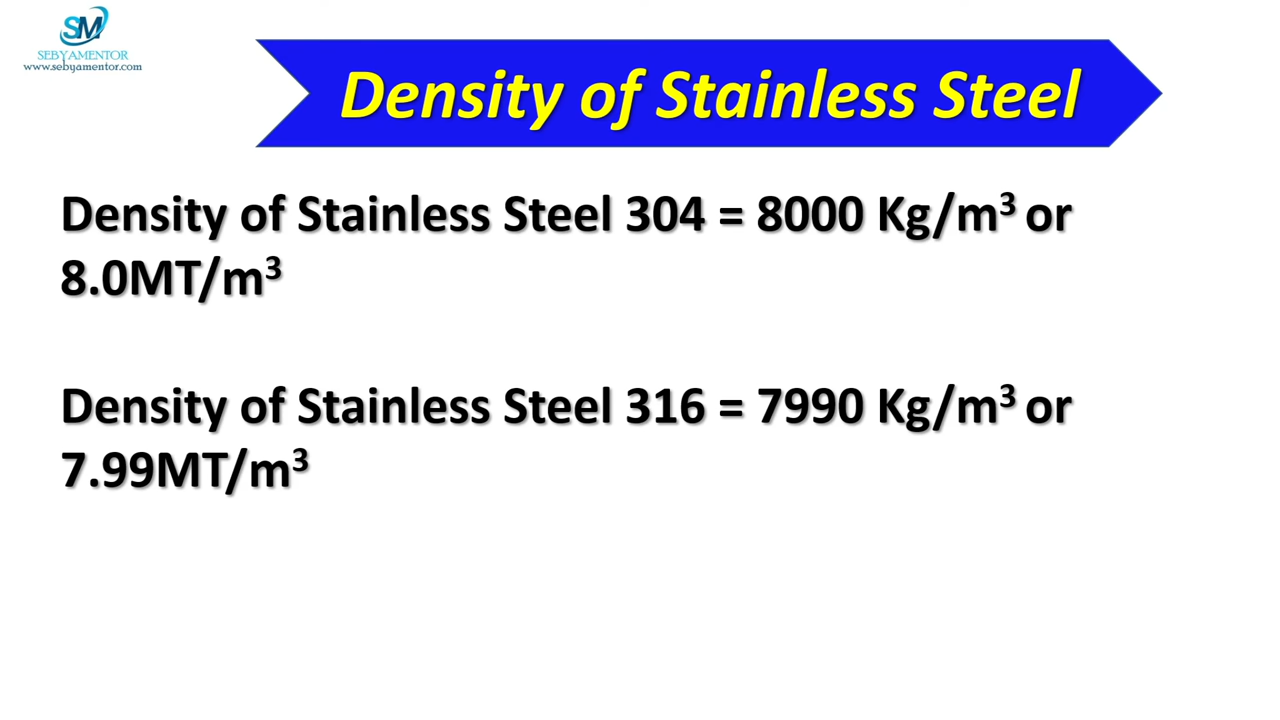 SM
SEBYAMENTOR
www.sebyamentor.com
Density of Stainless Steel
Density of Stainless Steel 304 = 8000 Kg/m³ or
8.0MT/m³
Density of Stainless Steel 316 = 7990 Kg/m³ or
7.99MT/m³